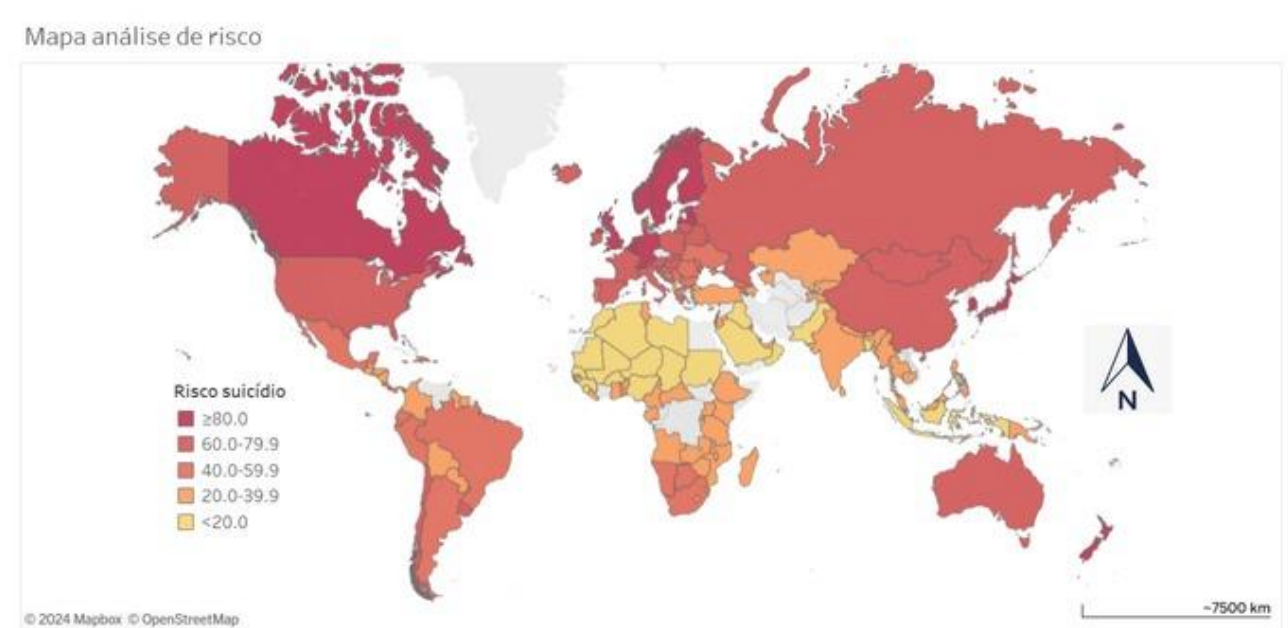 Mapa análise de risco
N
Risco suicídio
≥80.0
60.0-79.9
40.0-59.9
20.0-39.9
<20.0
© 2024 Mapbox © OpenStreetMap
~7500 km